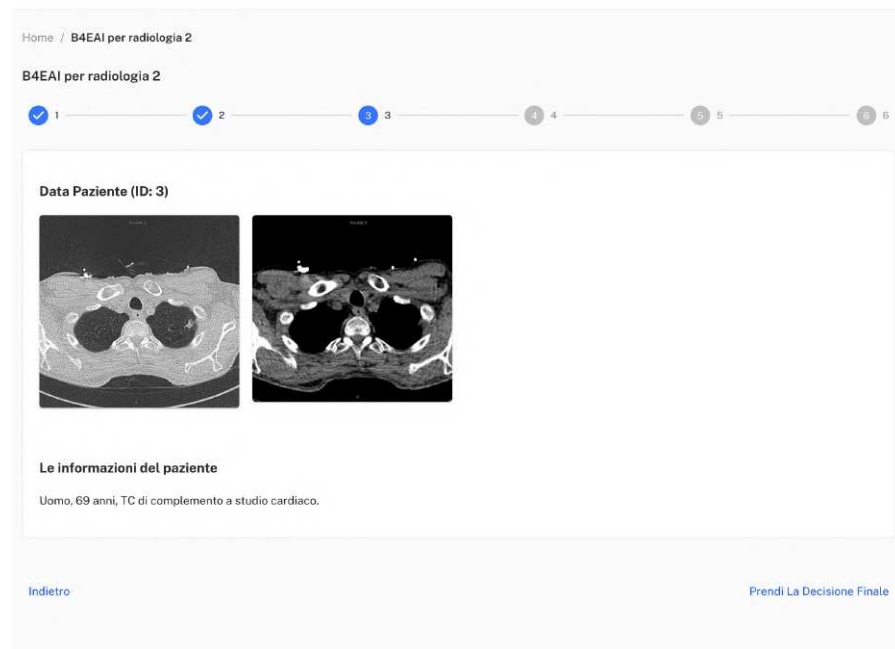 Home / B4EAI per radiologia 2
B4EAI per radiologia 2
1 2 3 3 4 4 5 5 6 6
Data Paziente (ID: 3)
Le informazioni del paziente
Uomo, 69 anni, TC di complemento a studio cardiaco.
Indietro
Prendi La Decisione Finale